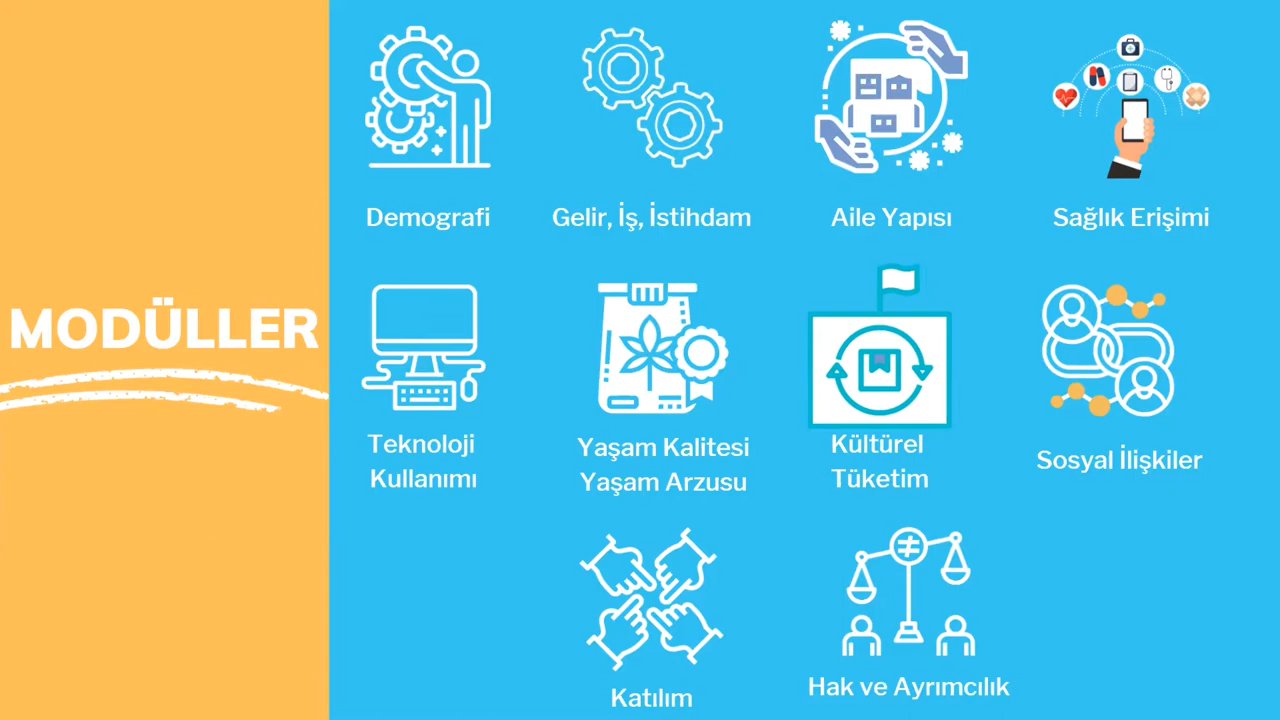 MODÜLLER
Demografi
Gelir, İş, İstihdam
Aile Yapısı
Sağlık Erişimi
Teknoloji
Kullanımı
Yaşam Kalitesi
Yaşam Arzusu
Kültürel
Tüketim
Sosyal İlişkiler
Katılım
Hak ve Ayrımcılık